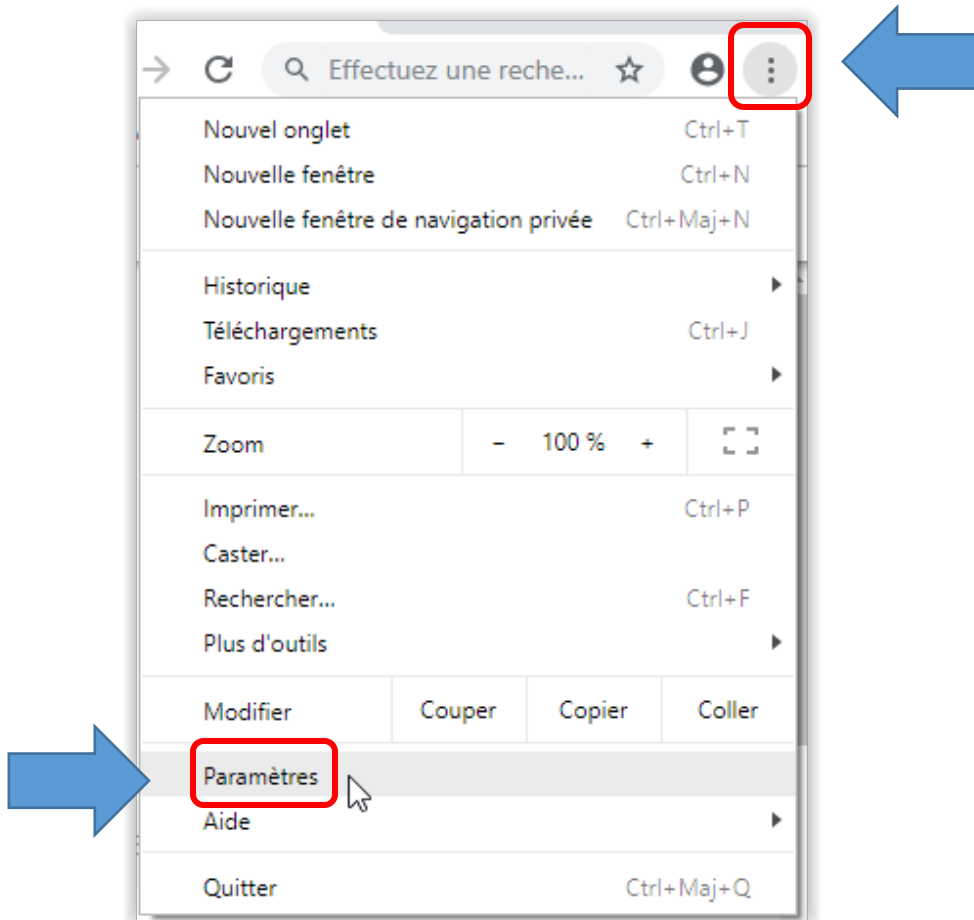 Effectuez une reche...
Nouvel onglet Ctrl+T
Nouvelle fenêtre Ctrl+N
Nouvelle fenêtre de navigation privée Ctrl+Maj+N
Historique
Téléchargements Ctrl+J
Favoris
Zoom - 100 % +
Imprimer... Ctrl+P
Caster...
Rechercher... Ctrl+F
Plus d'outils
Modifier Couper Copier Coller
Paramètres
Aide
Quitter Ctrl+Maj+Q